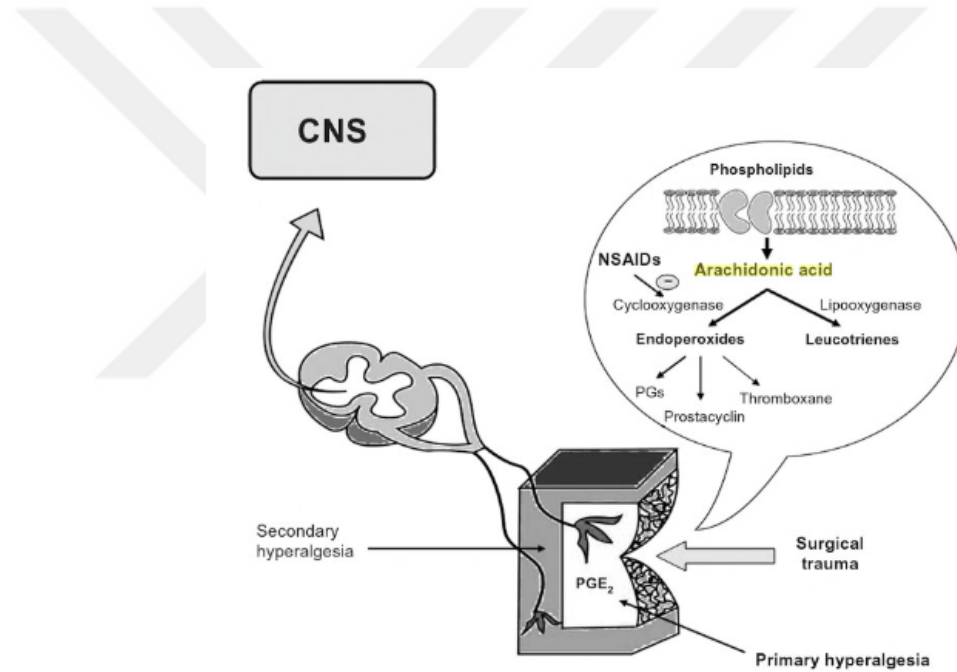 CNS
Phospholipids
NSAIDs
Arachidonic acid
−
Cyclooxygenase
Lipooxygenase
Endoperoxides
Leucotrienes
PGs
Thromboxane
Prostacyclin
Secondary
hyperalgesia
Surgical
trauma
PGE₂
Primary hyperalgesia